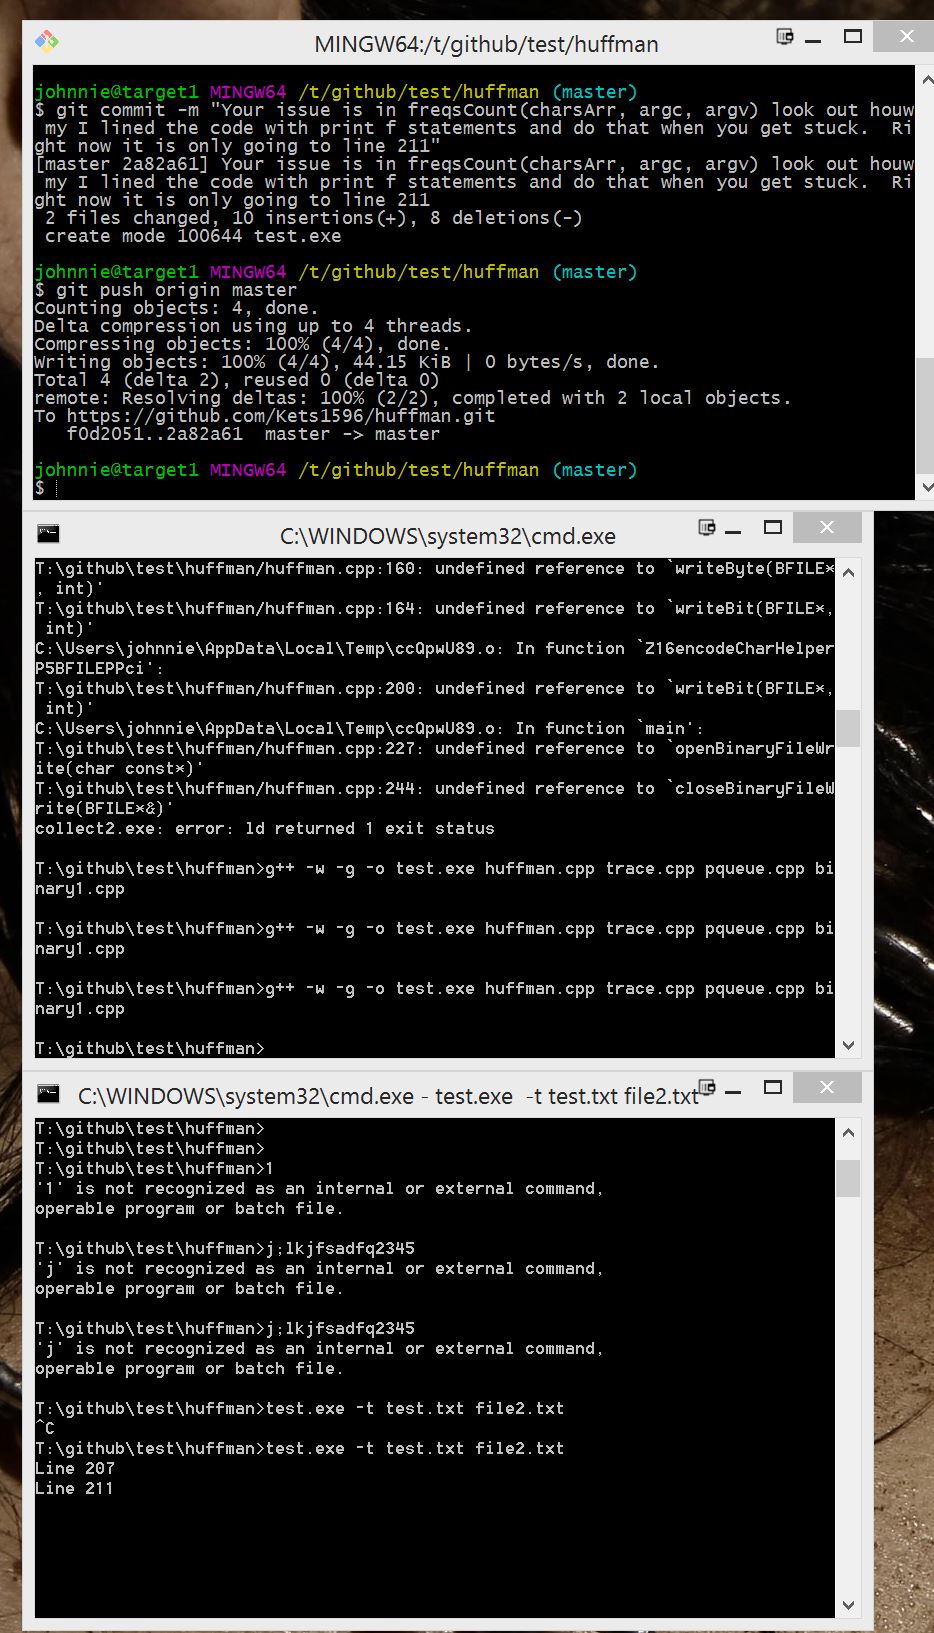 MINGW64:/t/github/test/huffman
johnnie@target1 MINGW64 /t/github/test/huffman (master)
$ git commit -m "Your issue is in freqsCount(charsArr, argc, argv) look out houw
 my I lined the code with print f statements and do that when you get stuck.  Ri
ght now it is only going to line 211"
[master 2a82a61] Your issue is in freqsCount(charsArr, argc, argv) look out houw
 my I lined the code with print f statements and do that when you get stuck.  Ri
ght now it is only going to line 211
 2 files changed, 10 insertions(+), 8 deletions(-)
 create mode 100644 test.exe
johnnie@target1 MINGW64 /t/github/test/huffman (master)
$ git push origin master
Counting objects: 4, done.
Delta compression using up to 4 threads.
Compressing objects: 100% (4/4), done.
Writing objects: 100% (4/4), 44.15 KiB | 0 bytes/s, done.
Total 4 (delta 2), reused 0 (delta 0)
remote: Resolving deltas: 100% (2/2), completed with 2 local objects.
To https://github.com/Kets1596/huffman.git
   f0d2051..2a82a61  master -> master
johnnie@target1 MINGW64 /t/github/test/huffman (master)
$
C:\WINDOWS\system32\cmd.exe
T:\github\test\huffman/huffman.cpp:160: undefined reference to `writeByte(BFILE*
, int)'
T:\github\test\huffman/huffman.cpp:164: undefined reference to `writeBit(BFILE*,
 int)'
C:\Users\johnnie\AppData\Local\Temp\ccQpwU89.o: In function `Z16encodeCharHelper
P5BFILEPPci':
T:\github\test\huffman/huffman.cpp:200: undefined reference to `writeBit(BFILE*,
 int)'
C:\Users\johnnie\AppData\Local\Temp\ccQpwU89.o: In function `main':
T:\github\test\huffman/huffman.cpp:227: undefined reference to `openBinaryFileWr
ite(char const*)'
T:\github\test\huffman/huffman.cpp:244: undefined reference to `closeBinaryFileW
rite(BFILE*&)'
collect2.exe: error: ld returned 1 exit status
T:\github\test\huffman>g++ -w -g -o test.exe huffman.cpp trace.cpp pqueue.cpp bi
nary1.cpp
T:\github\test\huffman>g++ -w -g -o test.exe huffman.cpp trace.cpp pqueue.cpp bi
nary1.cpp
T:\github\test\huffman>g++ -w -g -o test.exe huffman.cpp trace.cpp pqueue.cpp bi
nary1.cpp
T:\github\test\huffman>
C:\WINDOWS\system32\cmd.exe - test.exe  -t test.txt file2.txt
T:\github\test\huffman>
T:\github\test\huffman>
T:\github\test\huffman>1
'1' is not recognized as an internal or external command,
operable program or batch file.
T:\github\test\huffman>j;lkjfsadfq2345
'j' is not recognized as an internal or external command,
operable program or batch file.
T:\github\test\huffman>j;lkjfsadfq2345
'j' is not recognized as an internal or external command,
operable program or batch file.
T:\github\test\huffman>test.exe -t test.txt file2.txt
^C
T:\github\test\huffman>test.exe -t test.txt file2.txt
Line 207
Line 211